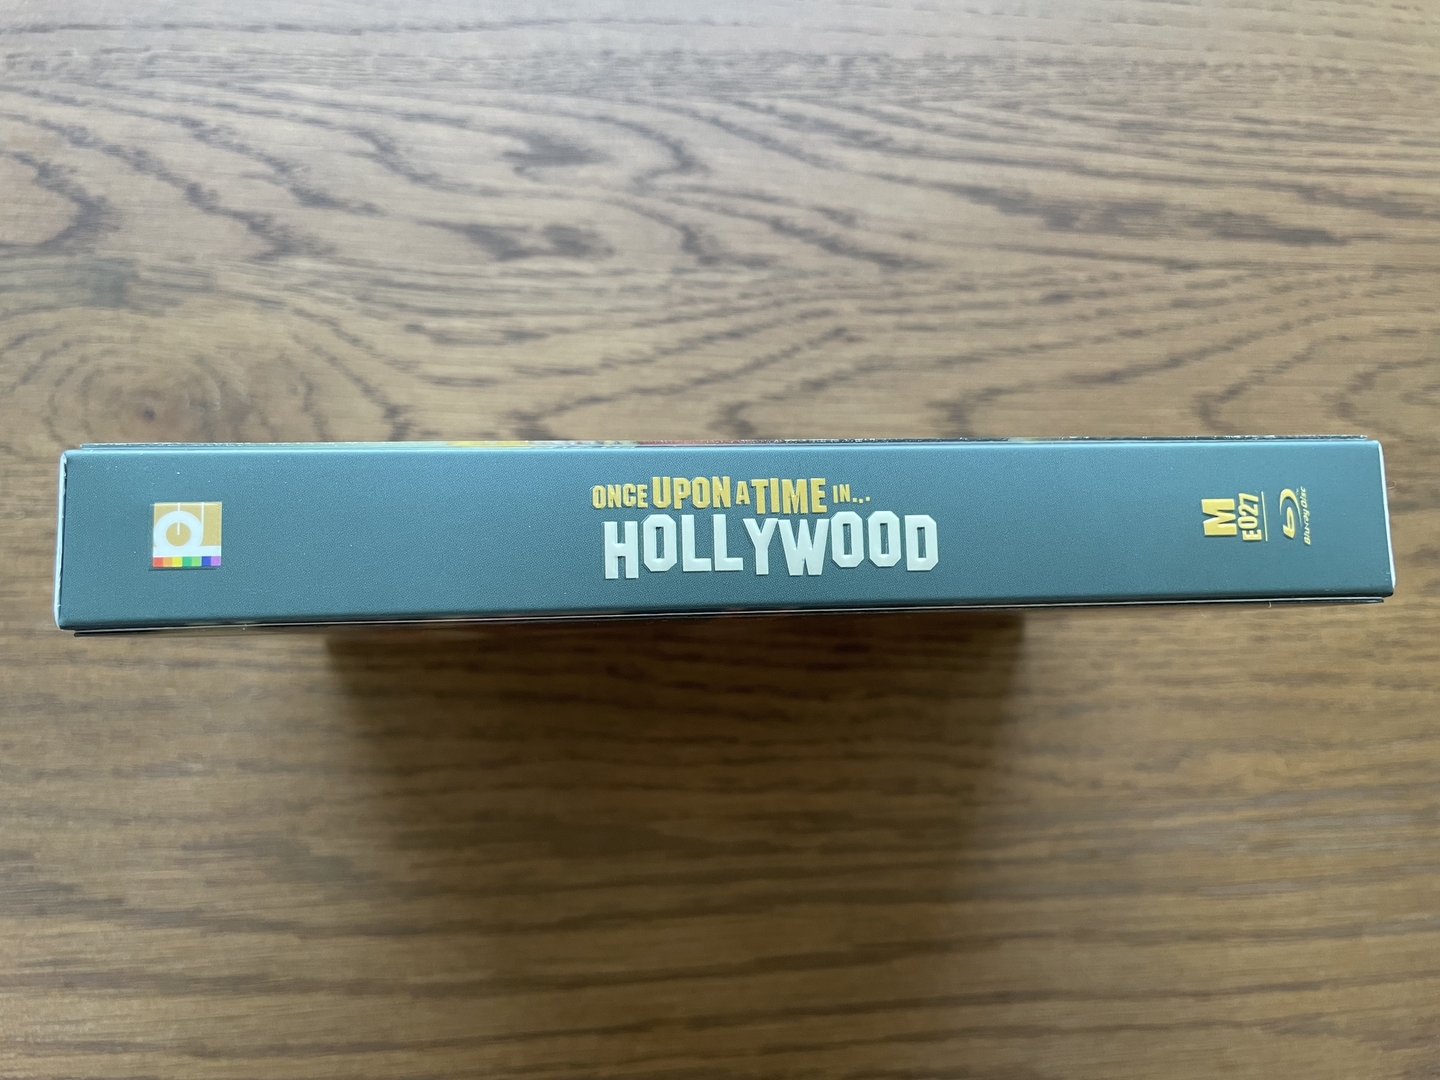 d
ONCE UPON A TIME IN...
HOLLYWOOD
M
E027
Blu-ray Disc